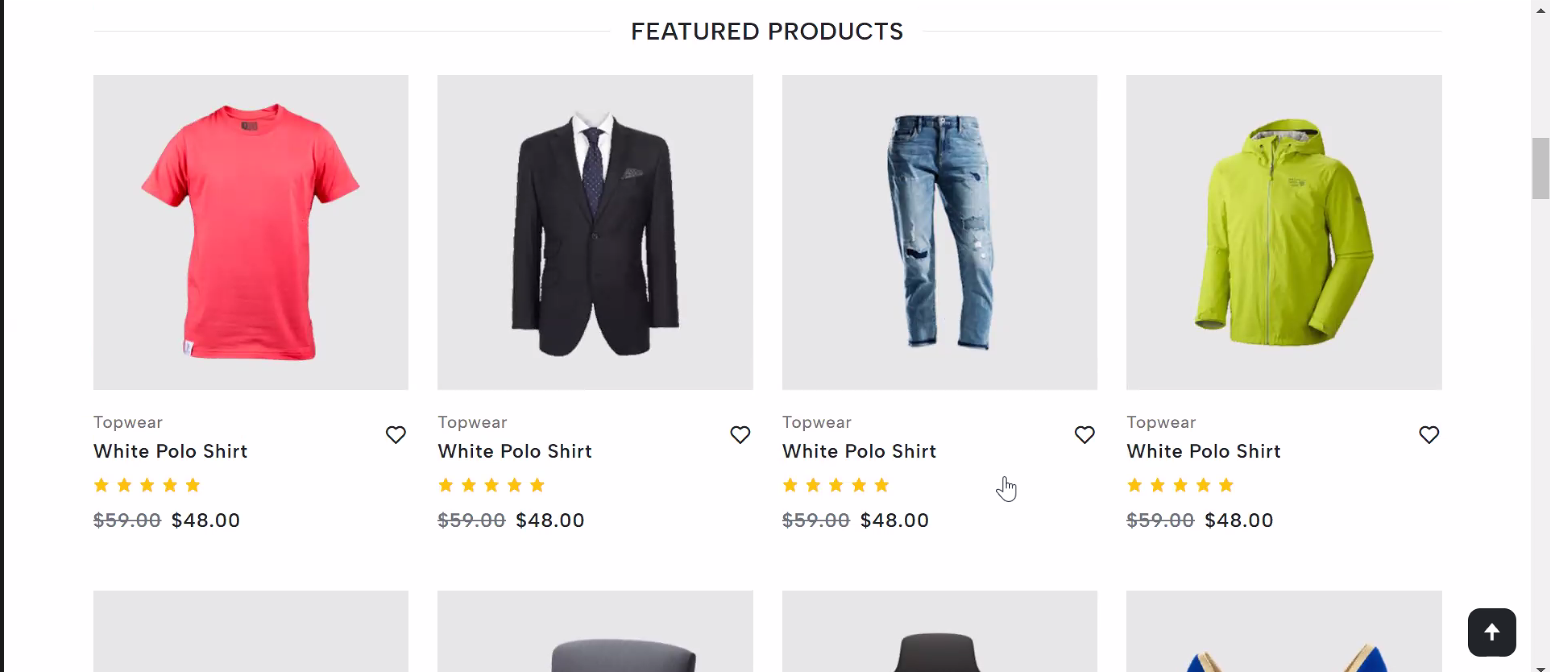 FEATURED PRODUCTS
Topwear
White Polo Shirt
$59.00 $48.00
Topwear
White Polo Shirt
$59.00 $48.00
Topwear
White Polo Shirt
$59.00 $48.00
Topwear
White Polo Shirt
$59.00 $48.00